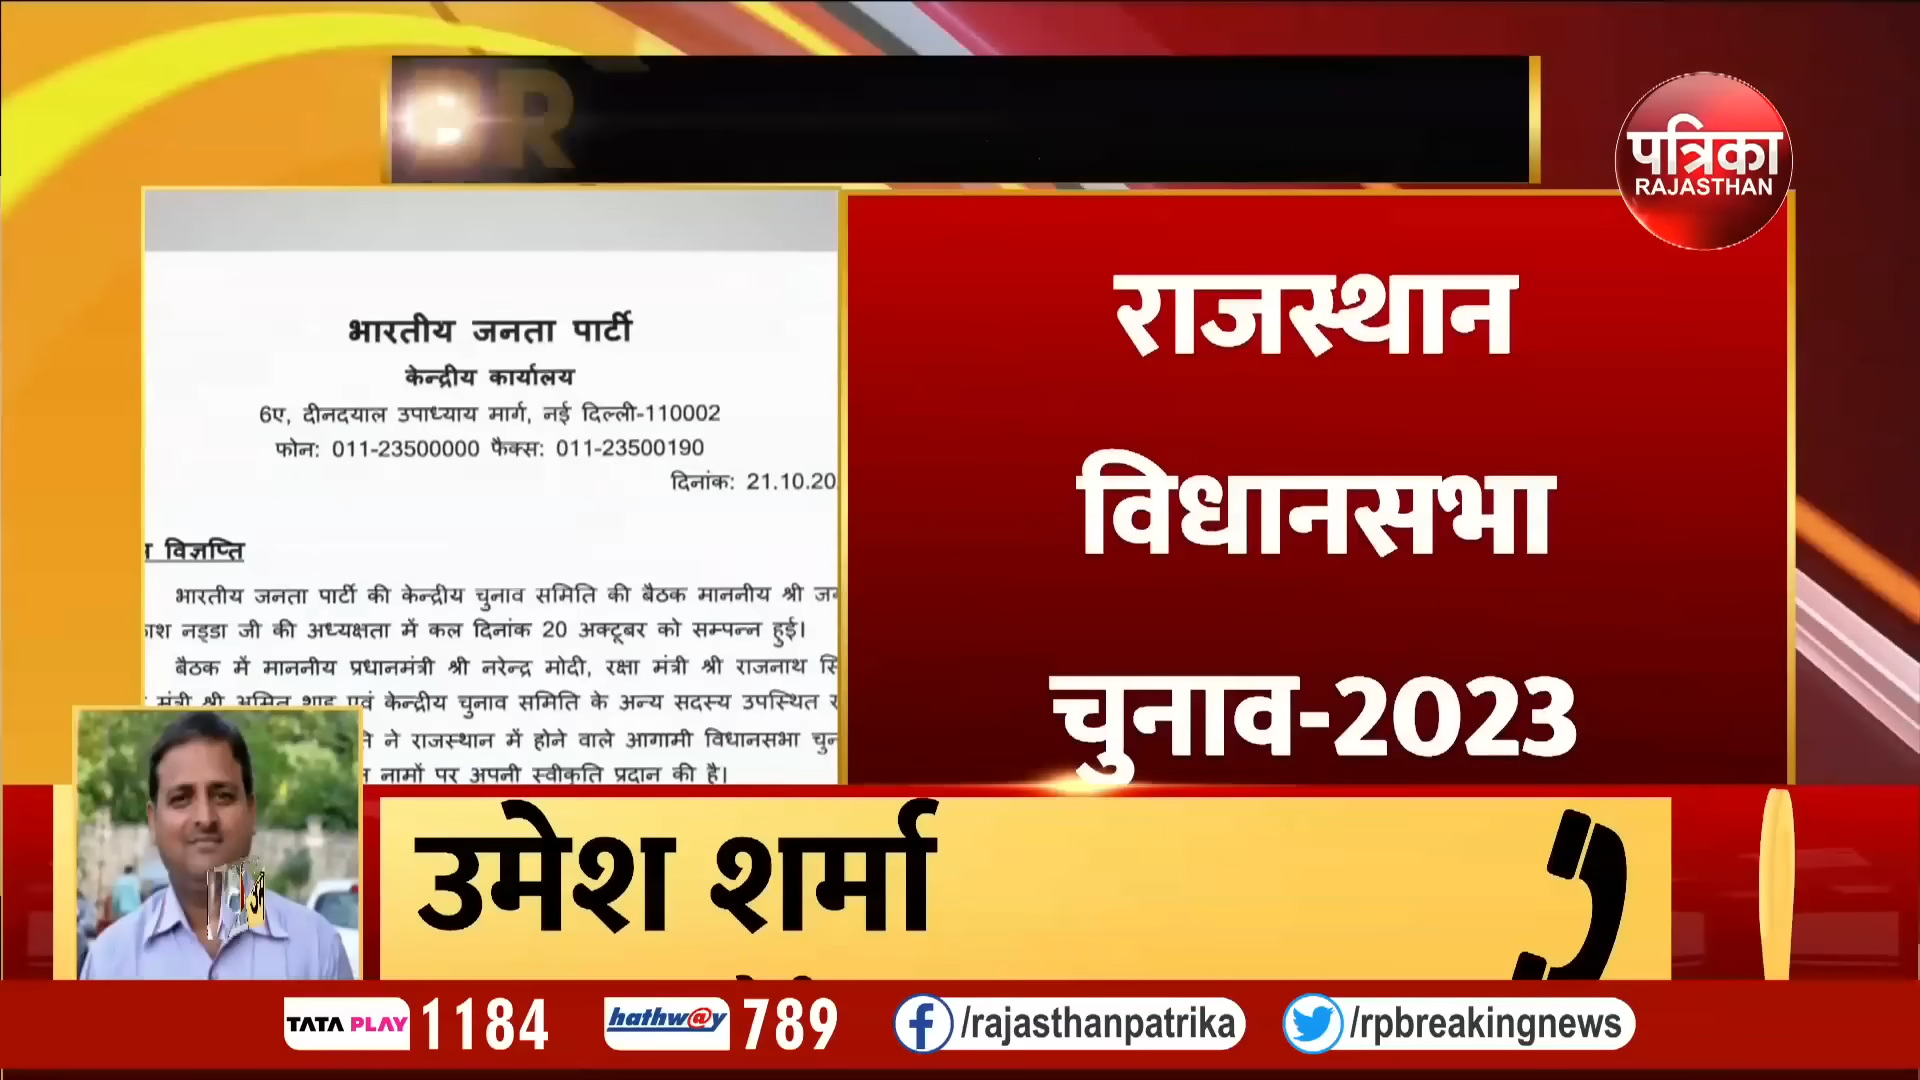 BR
पत्रिका
RAJASTHAN
भारतीय जनता पार्टी
केन्द्रीय कार्यालय
6ए, दीनदयाल उपाध्याय मार्ग, नई दिल्ली-110002
फोन: 011-23500000 फैक्स: 011-23500190
दिनांक: 21.10.20
विज्ञप्ति
भारतीय जनता पार्टी की केन्द्रीय चुनाव समिति की बैठक माननीय श्री
नड्डा जी की अध्यक्षता में कल दिनांक 20 अक्टूबर को सम्पन्न हुई।
बैठक में माननीय प्रधानमंत्री श्री नरेन्द्र मोदी, रक्षा मंत्री श्री राजनाथ
मंत्री श्री अमित शाह एवं केन्द्रीय चुनाव समिति के अन्य सदस्य उपस्थित
ने राजस्थान में होने वाले आगामी विधानसभा
नामों पर अपनी स्वीकृति प्रदान की है।
राजस्थान
विधानसभा
चुनाव-2023
उमेश शर्मा
TATA PLAY 1184
hathw@y 789
/rajasthanpatrika
/rpbreakingnews